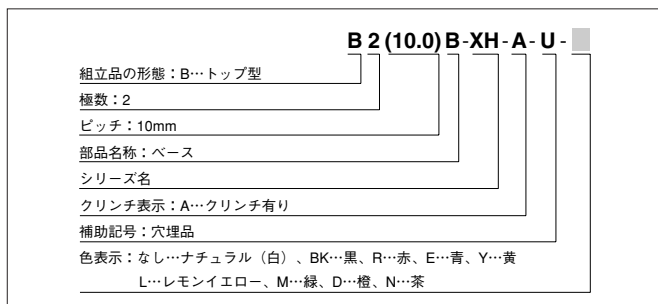 B 2 (10.0) B-XH-A-U-
組立品の形態：B…トップ型
極数：2
ピッチ：10mm
部品名称：ベース
シリーズ名
クリンチ表示：A…クリンチ有り
補助記号：穴埋品
色表示：なし…ナチュラル（白）、BK…黒、R…赤、E…青、Y…黄
L…レモンイエロー、M…緑、D…橙、N…茶